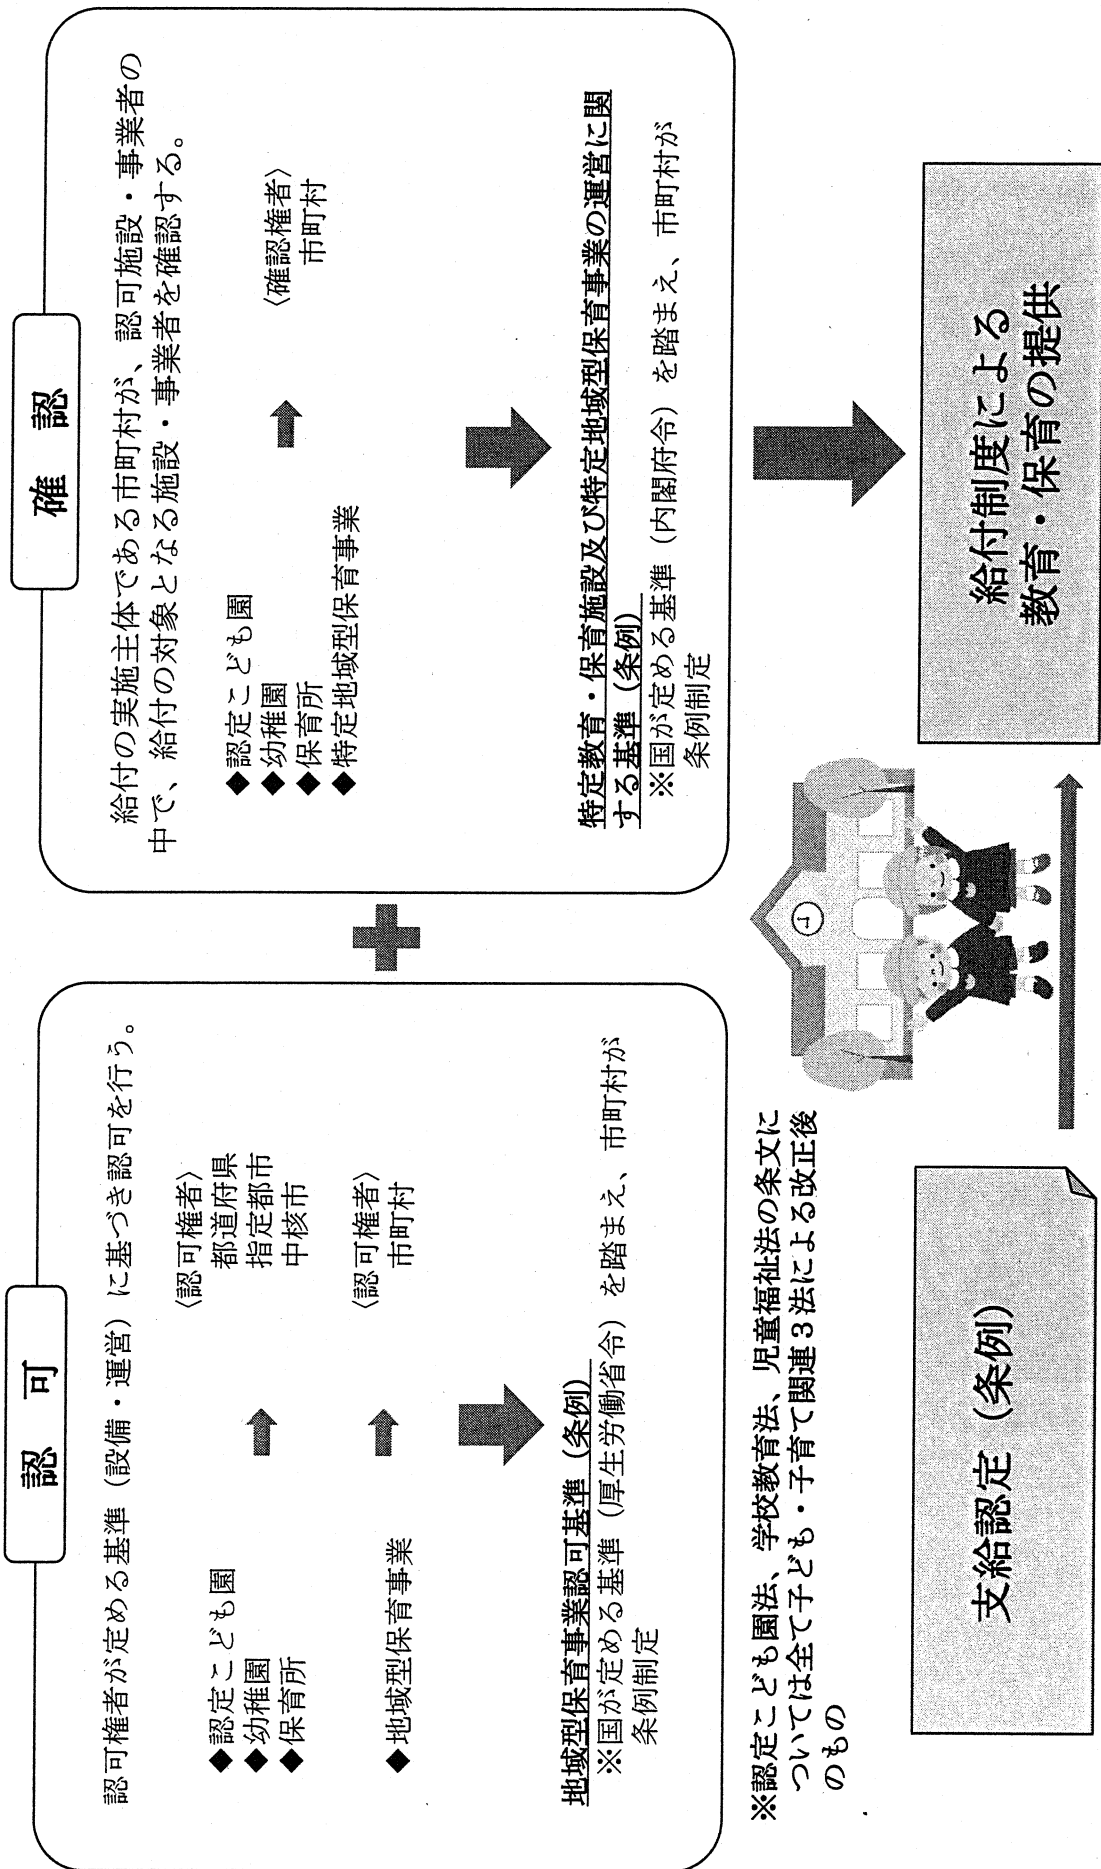 認　可
認可権者が定める基準（設備・運営）に基づき認可を行う。
◆認定こども園
◆幼稚園
◆保育所
〈認可権者〉
都道府県
指定都市
中核市
◆地域型保育事業
〈認可権者〉
市町村
地域型保育事業認可基準（条例）
※国が定める基準（厚生労働省令）を踏まえ、市町村が
条例制定
確　認
給付の実施主体である市町村が、認可施設・事業者の
中で、給付の対象となる施設・事業者を確認する。
◆認定こども園
◆幼稚園
◆保育所
◆特定地域型保育事業
〈確認権者〉
市町村
特定教育・保育施設及び特定地域型保育事業の運営に関
する基準（条例）
※国が定める基準（内閣府令）を踏まえ、市町村が
条例制定
※認定こども園法、学校教育法、児童福祉法の条文に
ついては全て子ども・子育て関連３法による改正後
のもの
支給認定（条例）
給付制度による
教育・保育の提供